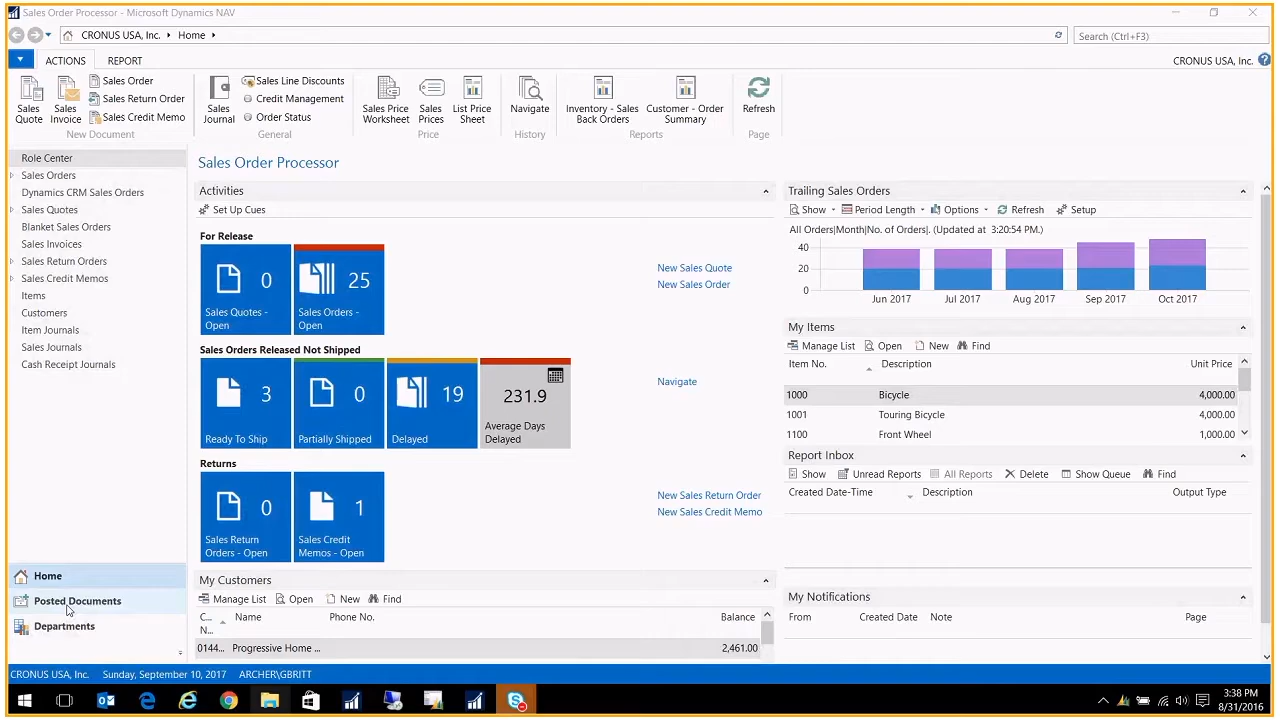 Sales Order Processor - Microsoft Dynamics NAV
CRONUS USA, Inc. Home
Search (Ctrl+F3)
ACTIONS REPORT
CRONUS USA, Inc.
Sales Quote
Sales Invoice
Sales Order
Sales Return Order
Sales Credit Memo
New Document
Sales Journal
Sales Line Discounts
Credit Management
Order Status
General
Sales Price Worksheet
Sales Prices
List Price Sheet
Price
Navigate
History
Inventory - Sales Back Orders
Customer - Order Summary
Reports
Refresh
Page
Role Center
Sales Orders
Dynamics CRM Sales Orders
Sales Quotes
Blanket Sales Orders
Sales Invoices
Sales Return Orders
Sales Credit Memos
Items
Customers
Item Journals
Sales Journals
Cash Receipt Journals
Home
Posted Documents
Departments
Sales Order Processor
Activities
Set Up Cues
For Release
0
Sales Quotes - Open
25
Sales Orders - Open
New Sales Quote
New Sales Order
Sales Orders Released Not Shipped
3
Ready To Ship
0
Partially Shipped
19
Delayed
231.9
Average Days Delayed
Navigate
Returns
0
Sales Return Orders - Open
1
Sales Credit Memos - Open
New Sales Return Order
New Sales Credit Memo
My Customers
Manage List Open New Find
C... N... Name Phone No. Balance
0144... Progressive Home ... 2,461.00
Trailing Sales Orders
Show Period Length Options Refresh Setup
All Orders|Month|No. of Orders|. (Updated at 3:20:54 PM.)
40
20
0
Jun 2017 Jul 2017 Aug 2017 Sep 2017 Oct 2017
My Items
Manage List Open New Find
Item No. Description Unit Price
1000 Bicycle 4,000.00
1001 Touring Bicycle 4,000.00
1100 Front Wheel 1,000.00
Report Inbox
Show Unread Reports All Reports Delete Show Queue Find
Created Date-Time Description Output Type
My Notifications
From Created Date Note Page
CRONUS USA, Inc. Sunday, September 10, 2017 ARCHER\GBRITT
3:38 PM
8/31/2016